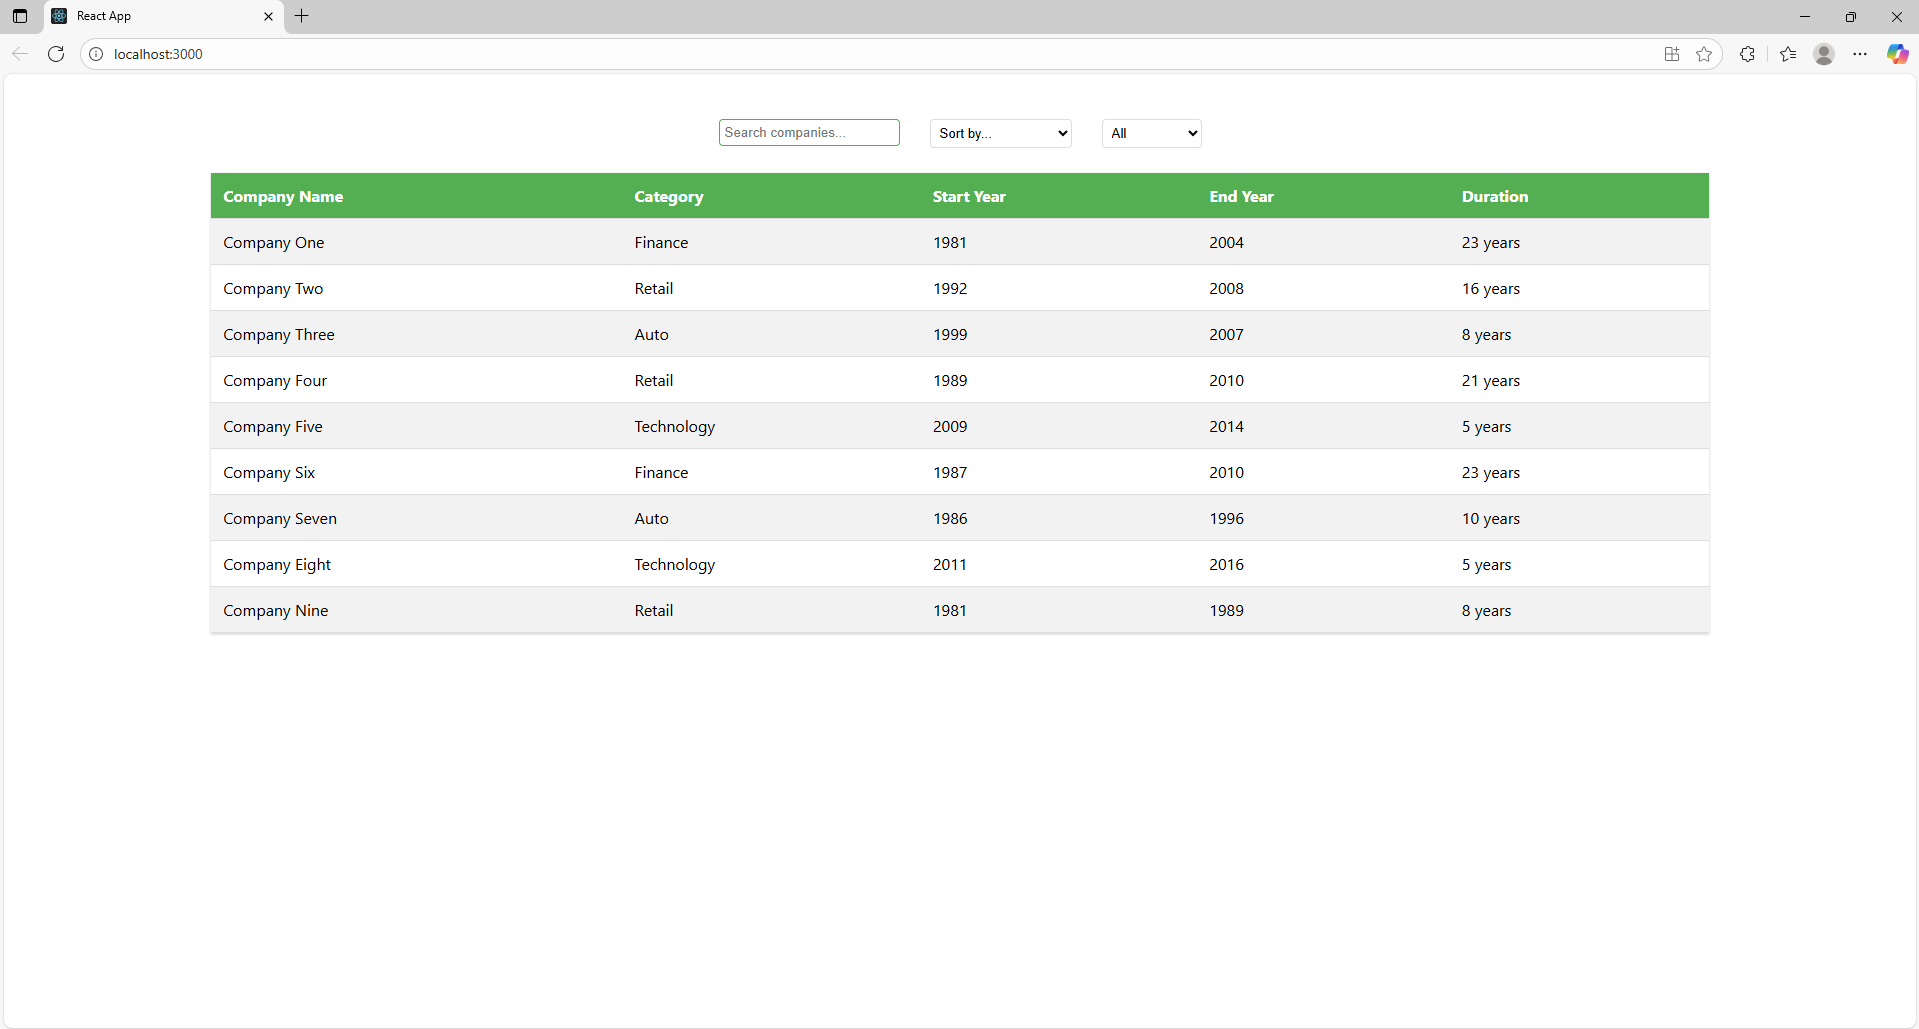 React App
localhost:3000
Search companies... Sort by... All
Company Name Category Start Year End Year Duration
Company One Finance 1981 2004 23 years
Company Two Retail 1992 2008 16 years
Company Three Auto 1999 2007 8 years
Company Four Retail 1989 2010 21 years
Company Five Technology 2009 2014 5 years
Company Six Finance 1987 2010 23 years
Company Seven Auto 1986 1996 10 years
Company Eight Technology 2011 2016 5 years
Company Nine Retail 1981 1989 8 years